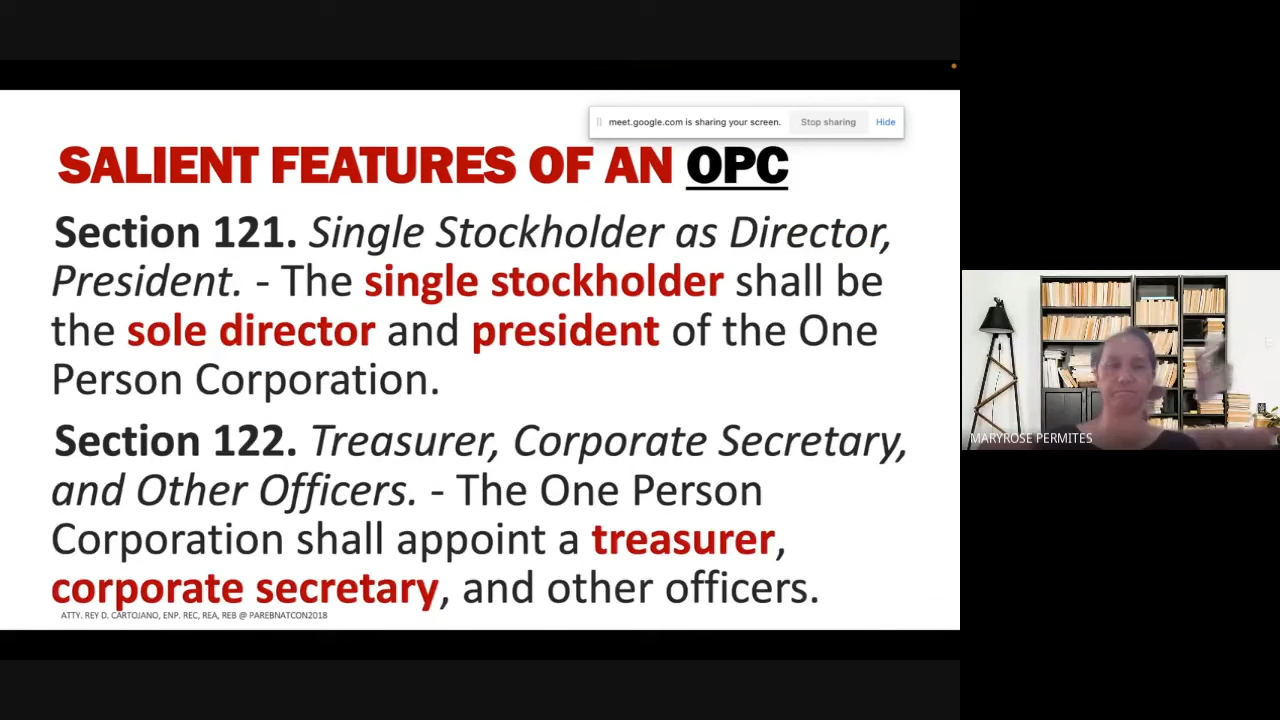 meet.google.com is sharing your screen. Stop sharing Hide
SALIENT FEATURES OF AN OPC
Section 121. Single Stockholder as Director,
President. - The single stockholder shall be
the sole director and president of the One
Person Corporation.
Section 122. Treasurer, Corporate Secretary,
and Other Officers. - The One Person
Corporation shall appoint a treasurer,
corporate secretary, and other officers.
ATTY. REY D. CARTOJANO, ENP. REC, REA, REB @ PAREBNATCON2018
MARYROSE PERMITES